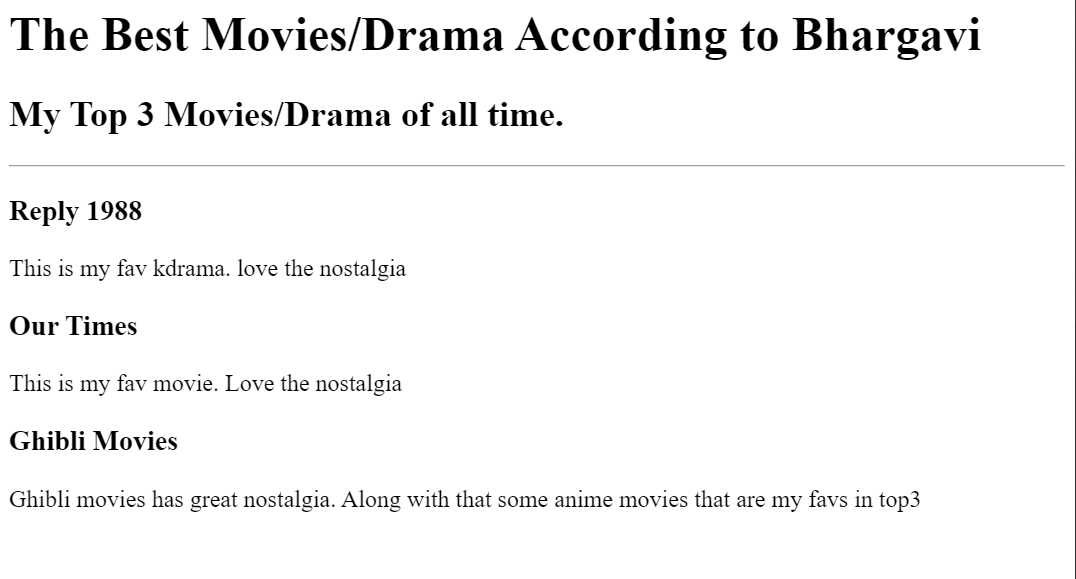 The Best Movies/Drama According to Bhargavi
My Top 3 Movies/Drama of all time.
Reply 1988
This is my fav kdrama. love the nostalgia
Our Times
This is my fav movie. Love the nostalgia
Ghibli Movies
Ghibli movies has great nostalgia. Along with that some anime movies that are my favs in top3